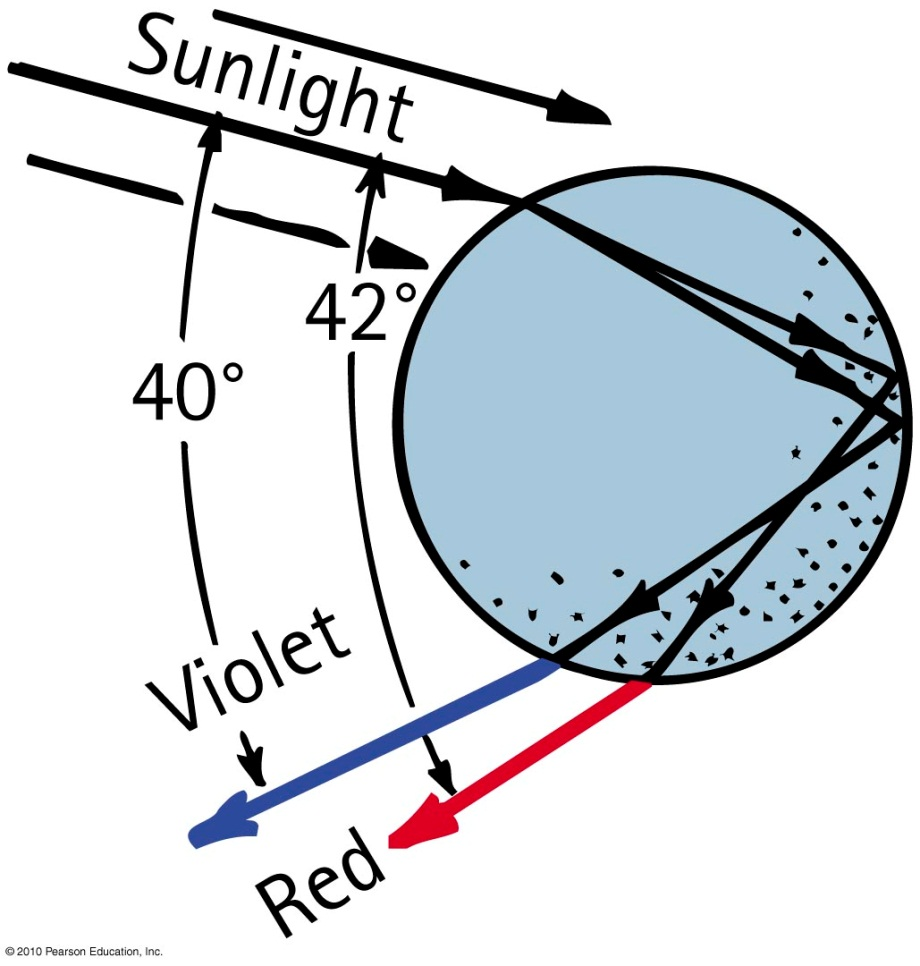 Sunlight
42°
40°
Violet
Red
© 2010 Pearson Education, Inc.